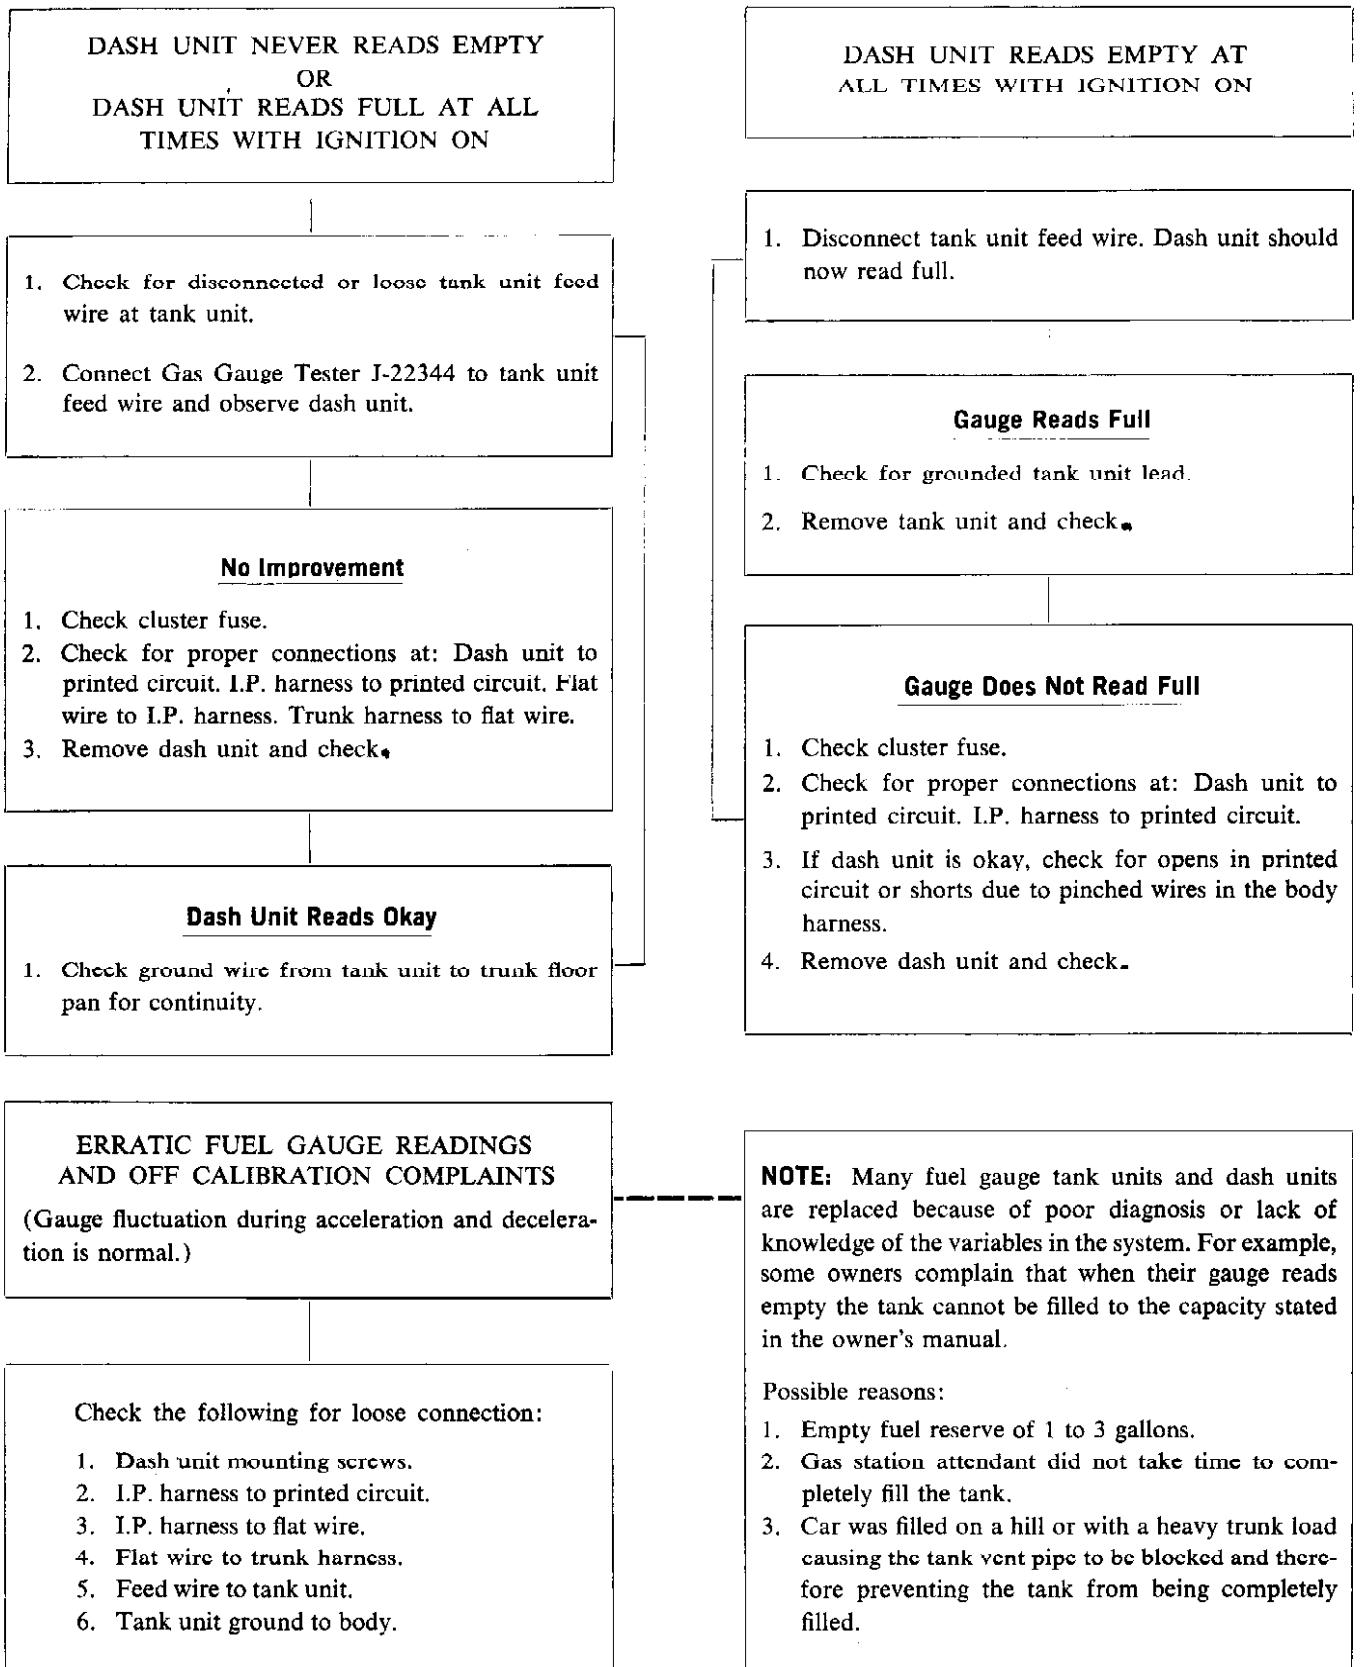 DASH UNIT NEVER READS EMPTY
OR
DASH UNIT READS FULL AT ALL
TIMES WITH IGNITION ON
1. Check for disconnected or loose tank unit feed
wire at tank unit.
2. Connect Gas Gauge Tester J-22344 to tank unit
feed wire and observe dash unit.
No Improvement
1. Check cluster fuse.
2. Check for proper connections at: Dash unit to
printed circuit. I.P. harness to printed circuit. Flat
wire to I.P. harness. Trunk harness to flat wire.
3. Remove dash unit and check.
Dash Unit Reads Okay
1. Check ground wire from tank unit to trunk floor
pan for continuity.
DASH UNIT READS EMPTY AT
ALL TIMES WITH IGNITION ON
1. Disconnect tank unit feed wire. Dash unit should
now read full.
Gauge Reads Full
1. Check for grounded tank unit lead.
2. Remove tank unit and check.
Gauge Does Not Read Full
1. Check cluster fuse.
2. Check for proper connections at: Dash unit to
printed circuit. I.P. harness to printed circuit.
3. If dash unit is okay, check for opens in printed
circuit or shorts due to pinched wires in the body
harness.
4. Remove dash unit and check.
ERRATIC FUEL GAUGE READINGS
AND OFF CALIBRATION COMPLAINTS
(Gauge fluctuation during acceleration and decelera-
tion is normal.)
Check the following for loose connection:
1. Dash unit mounting screws.
2. I.P. harness to printed circuit.
3. I.P. harness to flat wire.
4. Flat wire to trunk harness.
5. Feed wire to tank unit.
6. Tank unit ground to body.
NOTE: Many fuel gauge tank units and dash units
are replaced because of poor diagnosis or lack of
knowledge of the variables in the system. For example,
some owners complain that when their gauge reads
empty the tank cannot be filled to the capacity stated
in the owner's manual.
Possible reasons:
1. Empty fuel reserve of 1 to 3 gallons.
2. Gas station attendant did not take time to com-
pletely fill the tank.
3. Car was filled on a hill or with a heavy trunk load
causing the tank vent pipe to be blocked and there-
fore preventing the tank from being completely
filled.